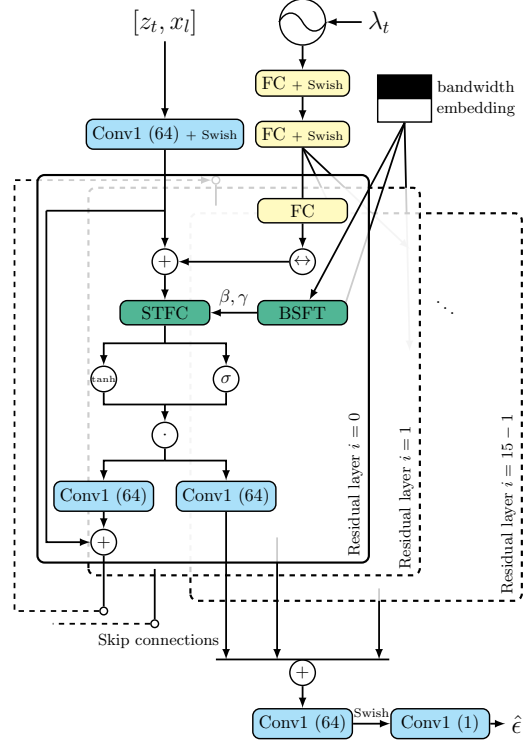 [z_t, x_l]
λ_t
FC + Swish
bandwidth
embedding
Conv1 (64) + Swish
FC + Swish
FC
+
↔
β, γ
STFC
BSFT
tanh
σ
·
Conv1 (64)
Conv1 (64)
+
Residual layer i = 0
Residual layer i = 1
Residual layer i = 15 − 1
⋱
Skip connections
+
Conv1 (64)
Swish
Conv1 (1)
ϵ̂